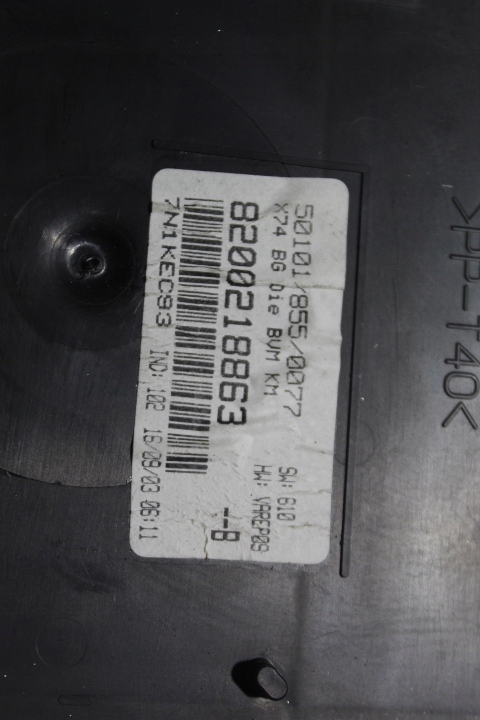 50101/855/0077
X74 BG Die BVM KM
8200218863
SW: 610
HW: VAREP09
--B
7N1KEC93 IND: 102 16/09/03 06:11
>PP-T40<